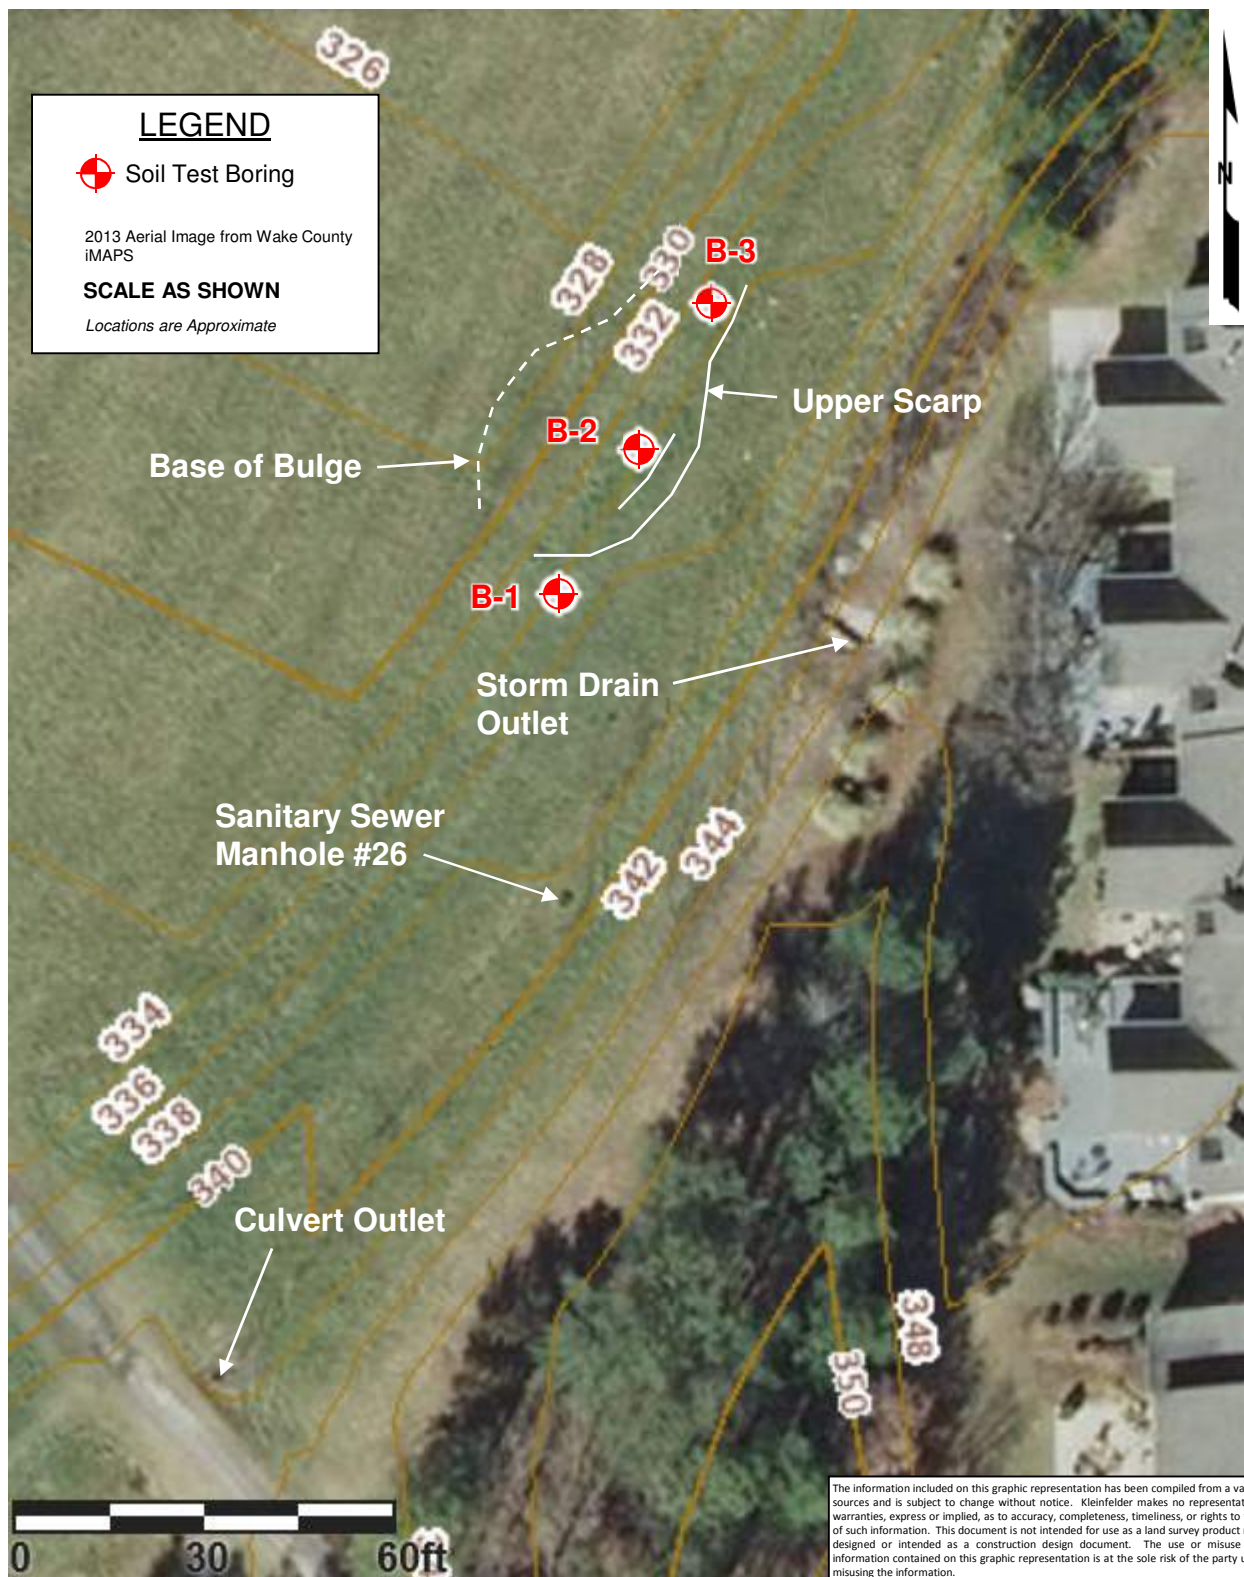 326
LEGEND
Soil Test Boring
2013 Aerial Image from Wake County
iMAPS
SCALE AS SHOWN
Locations are Approximate
N
B-3
330
328
332
Upper Scarp
B-2
Base of Bulge
B-1
Storm Drain
Outlet
Sanitary Sewer
Manhole #26
344
342
334
336
338
340
Culvert Outlet
348
350
0 30 60ft
The information included on this graphic representation has been compiled from a va
sources and is subject to change without notice. Kleinfelder makes no representat
warranties, express or implied, as to accuracy, completeness, timeliness, or rights to
of such information. This document is not intended for use as a land survey product
designed or intended as a construction design document. The use or misuse
information contained on this graphic representation is at the sole risk of the party u
misusing the information.